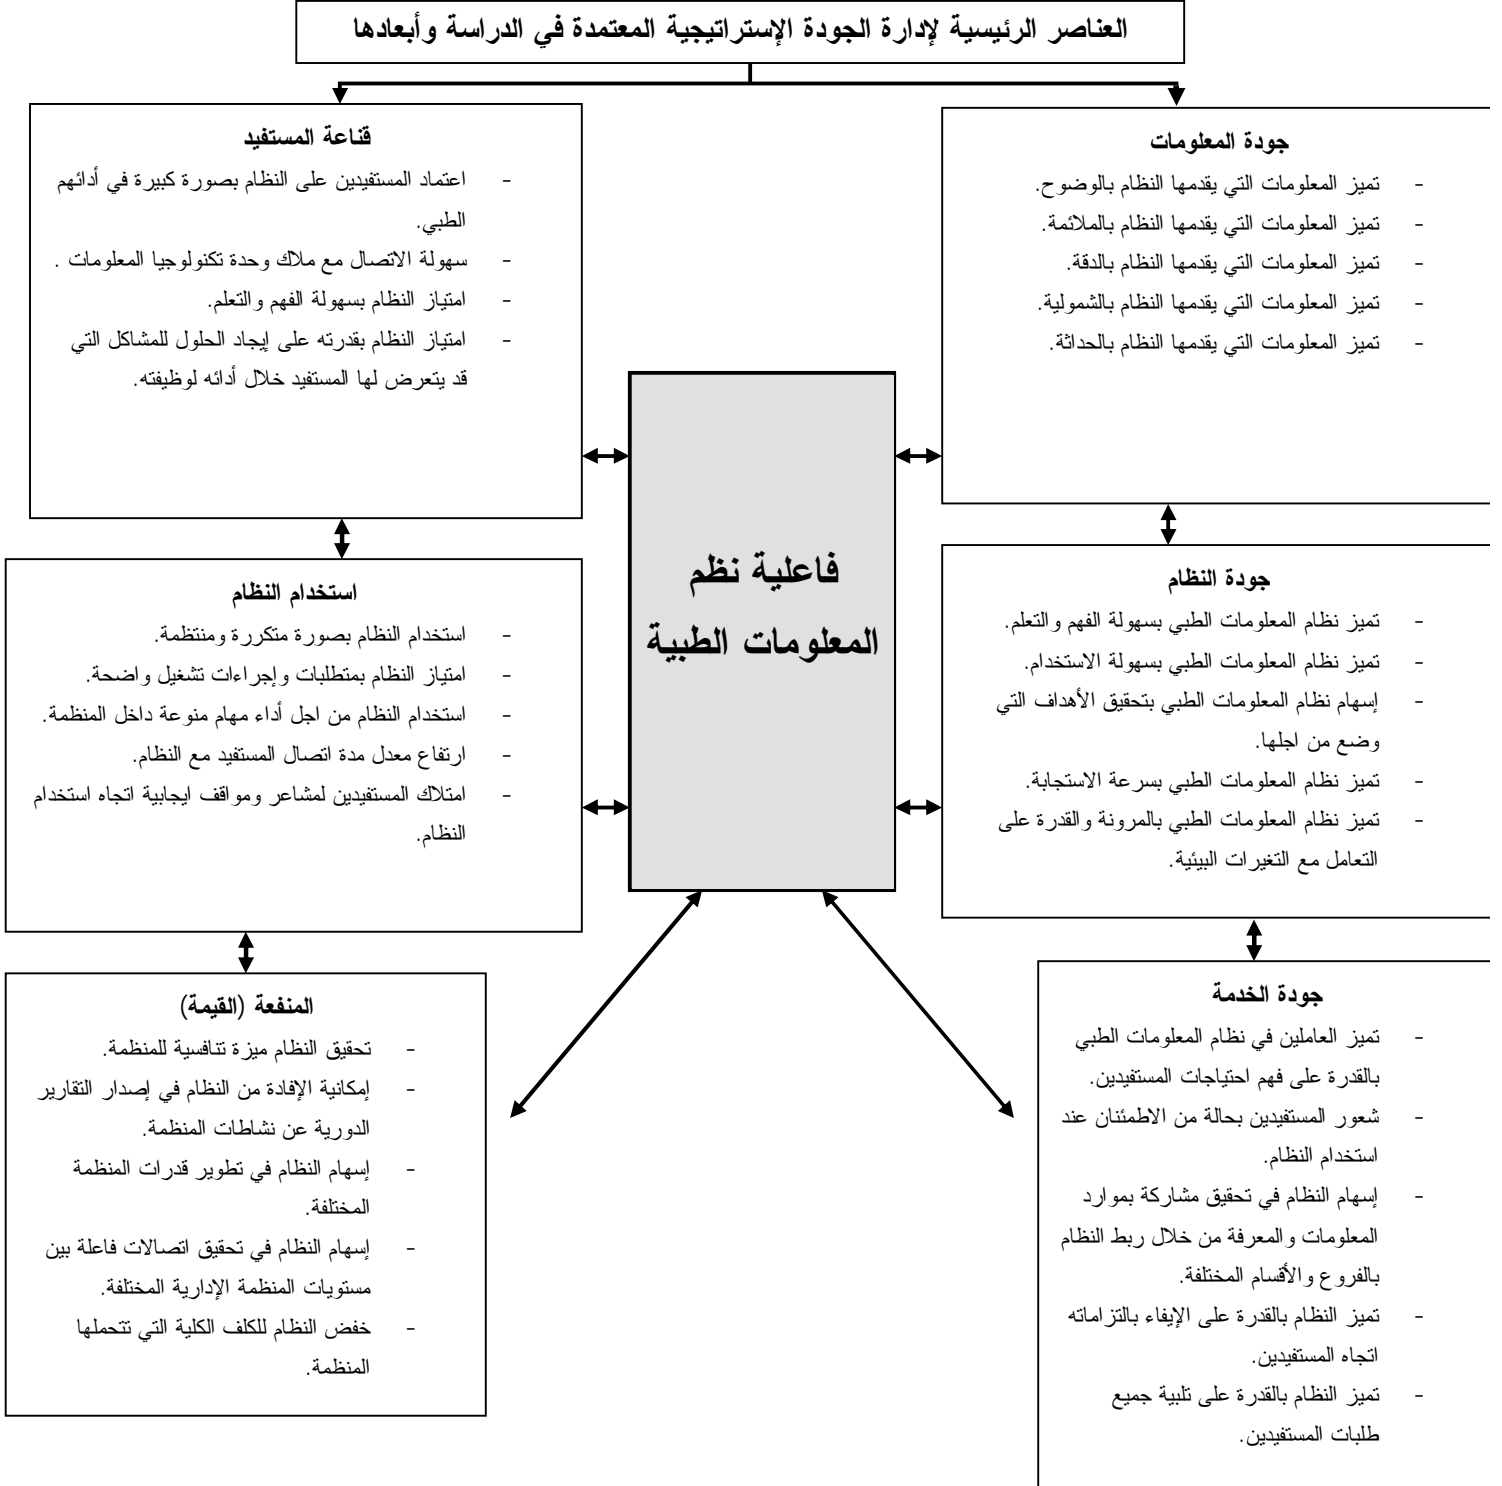 العناصر الرئيسية لإدارة الجودة الإستراتيجية المعتمدة في الدراسة وأبعادها
جودة المعلومات
- تميز المعلومات التي يقدمها النظام بالوضوح.
- تميز المعلومات التي يقدمها النظام بالملائمة.
- تميز المعلومات التي يقدمها النظام بالدقة.
- تميز المعلومات التي يقدمها النظام بالشمولية.
- تميز المعلومات التي يقدمها النظام بالحداثة.
قناعة المستفيد
- اعتماد المستفيدين على النظام بصورة كبيرة في أدائهم
الطبي.
- سهولة الاتصال مع ملاك وحدة تكنولوجيا المعلومات .
- امتياز النظام بسهولة الفهم والتعلم.
- امتياز النظام بقدرته على إيجاد الحلول للمشاكل التي
قد يتعرض لها المستفيد خلال أدائه لوظيفته.
فاعلية نظم
المعلومات الطبية
جودة النظام
- تميز نظام المعلومات الطبي بسهولة الفهم والتعلم.
- تميز نظام المعلومات الطبي بسهولة الاستخدام.
- إسهام نظام المعلومات الطبي بتحقيق الأهداف التي
وضع من اجلها.
- تميز نظام المعلومات الطبي بسرعة الاستجابة.
- تميز نظام المعلومات الطبي بالمرونة والقدرة على
التعامل مع التغيرات البيئية.
استخدام النظام
- استخدام النظام بصورة متكررة ومنتظمة.
- امتياز النظام بمتطلبات وإجراءات تشغيل واضحة.
- استخدام النظام من اجل أداء مهام منوعة داخل المنظمة.
- ارتفاع معدل مدة اتصال المستفيد مع النظام.
- امتلاك المستفيدين لمشاعر ومواقف ايجابية اتجاه استخدام
النظام.
جودة الخدمة
- تميز العاملين في نظام المعلومات الطبي
بالقدرة على فهم احتياجات المستفيدين.
- شعور المستفيدين بحالة من الاطمئنان عند
استخدام النظام.
- إسهام النظام في تحقيق مشاركة بموارد
المعلومات والمعرفة من خلال ربط النظام
بالفروع والأقسام المختلفة.
- تميز النظام بالقدرة على الإيفاء بالتزاماته
اتجاه المستفيدين.
- تميز النظام بالقدرة على تلبية جميع
طلبات المستفيدين.
المنفعة (القيمة)
- تحقيق النظام ميزة تنافسية للمنظمة.
- إمكانية الإفادة من النظام في إصدار التقارير
الدورية عن نشاطات المنظمة.
- إسهام النظام في تطوير قدرات المنظمة
المختلفة.
- إسهام النظام في تحقيق اتصالات فاعلة بين
مستويات المنظمة الإدارية المختلفة.
- خفض النظام للكلف الكلية التي تتحملها
المنظمة.